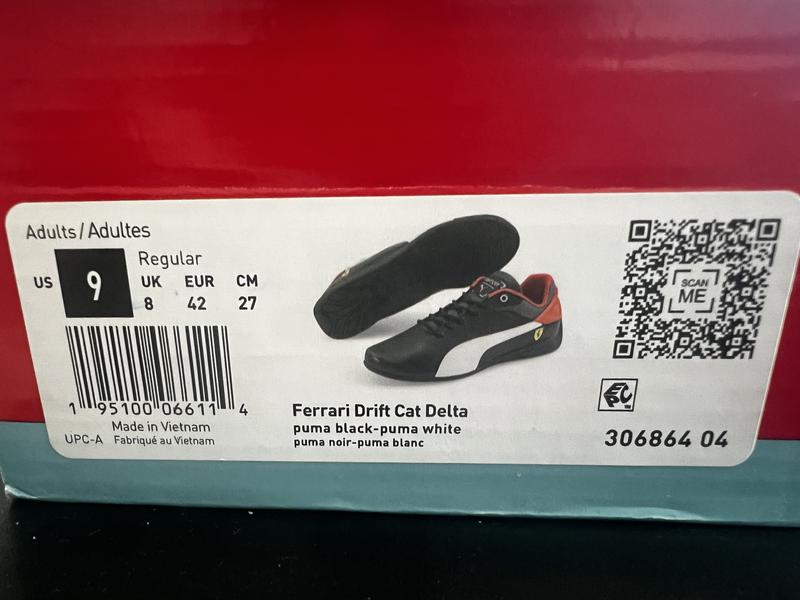 Adults/Adultes
Regular
US 9 UK 8 EUR 42 CM 27
1 95100 06611 4
Made in Vietnam
UPC-A Fabriqué au Vietnam
Ferrari Drift Cat Delta
puma black-puma white
puma noir-puma blanc
SCAN
ME
EPC
TM
306864 04